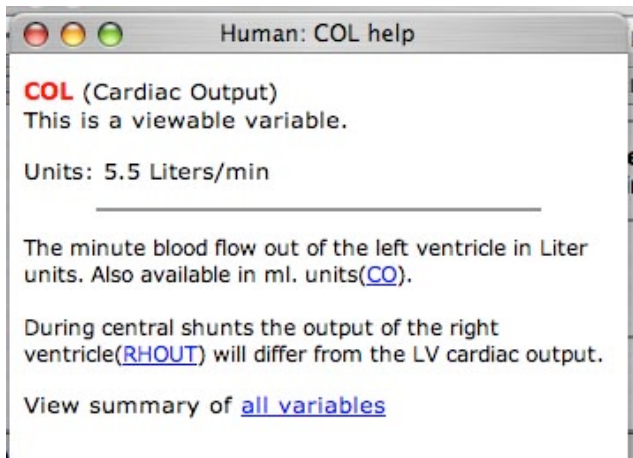 Human: COL help
COL (Cardiac Output)
This is a viewable variable.
Units: 5.5 Liters/min
The minute blood flow out of the left ventricle in Liter
units. Also available in ml. units(CO).
During central shunts the output of the right
ventricle(RHOUT) will differ from the LV cardiac output.
View summary of all variables